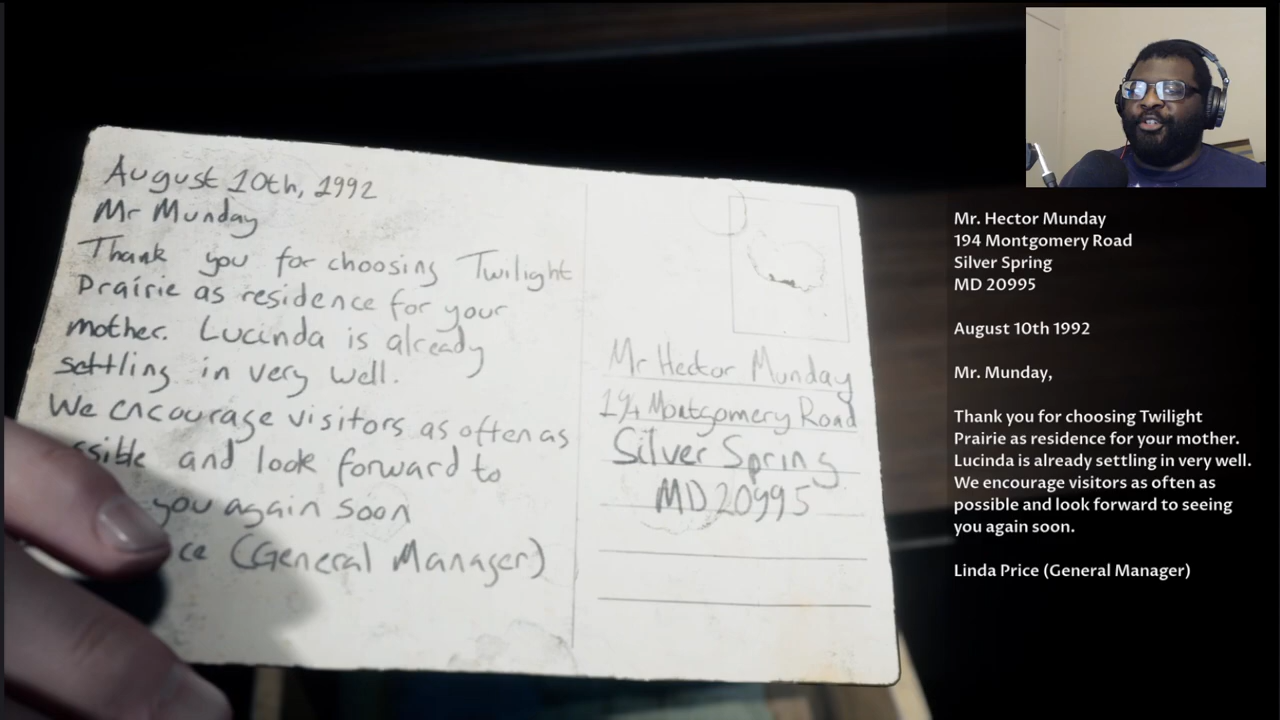 August 10th, 1992
Mr Munday
Thank you for choosing Twilight
Prairie as residence for your
mother. Lucinda is already
settling in very well.
We encourage visitors as often as
ssible and look forward to
you again soon
ce (General Manager)
Mr Hector Munday
194 Montgomery Road
Silver Spring
MD 20995
Mr. Hector Munday
194 Montgomery Road
Silver Spring
MD 20995
August 10th 1992
Mr. Munday,
Thank you for choosing Twilight
Prairie as residence for your mother.
Lucinda is already settling in very well.
We encourage visitors as often as
possible and look forward to seeing
you again soon.
Linda Price (General Manager)